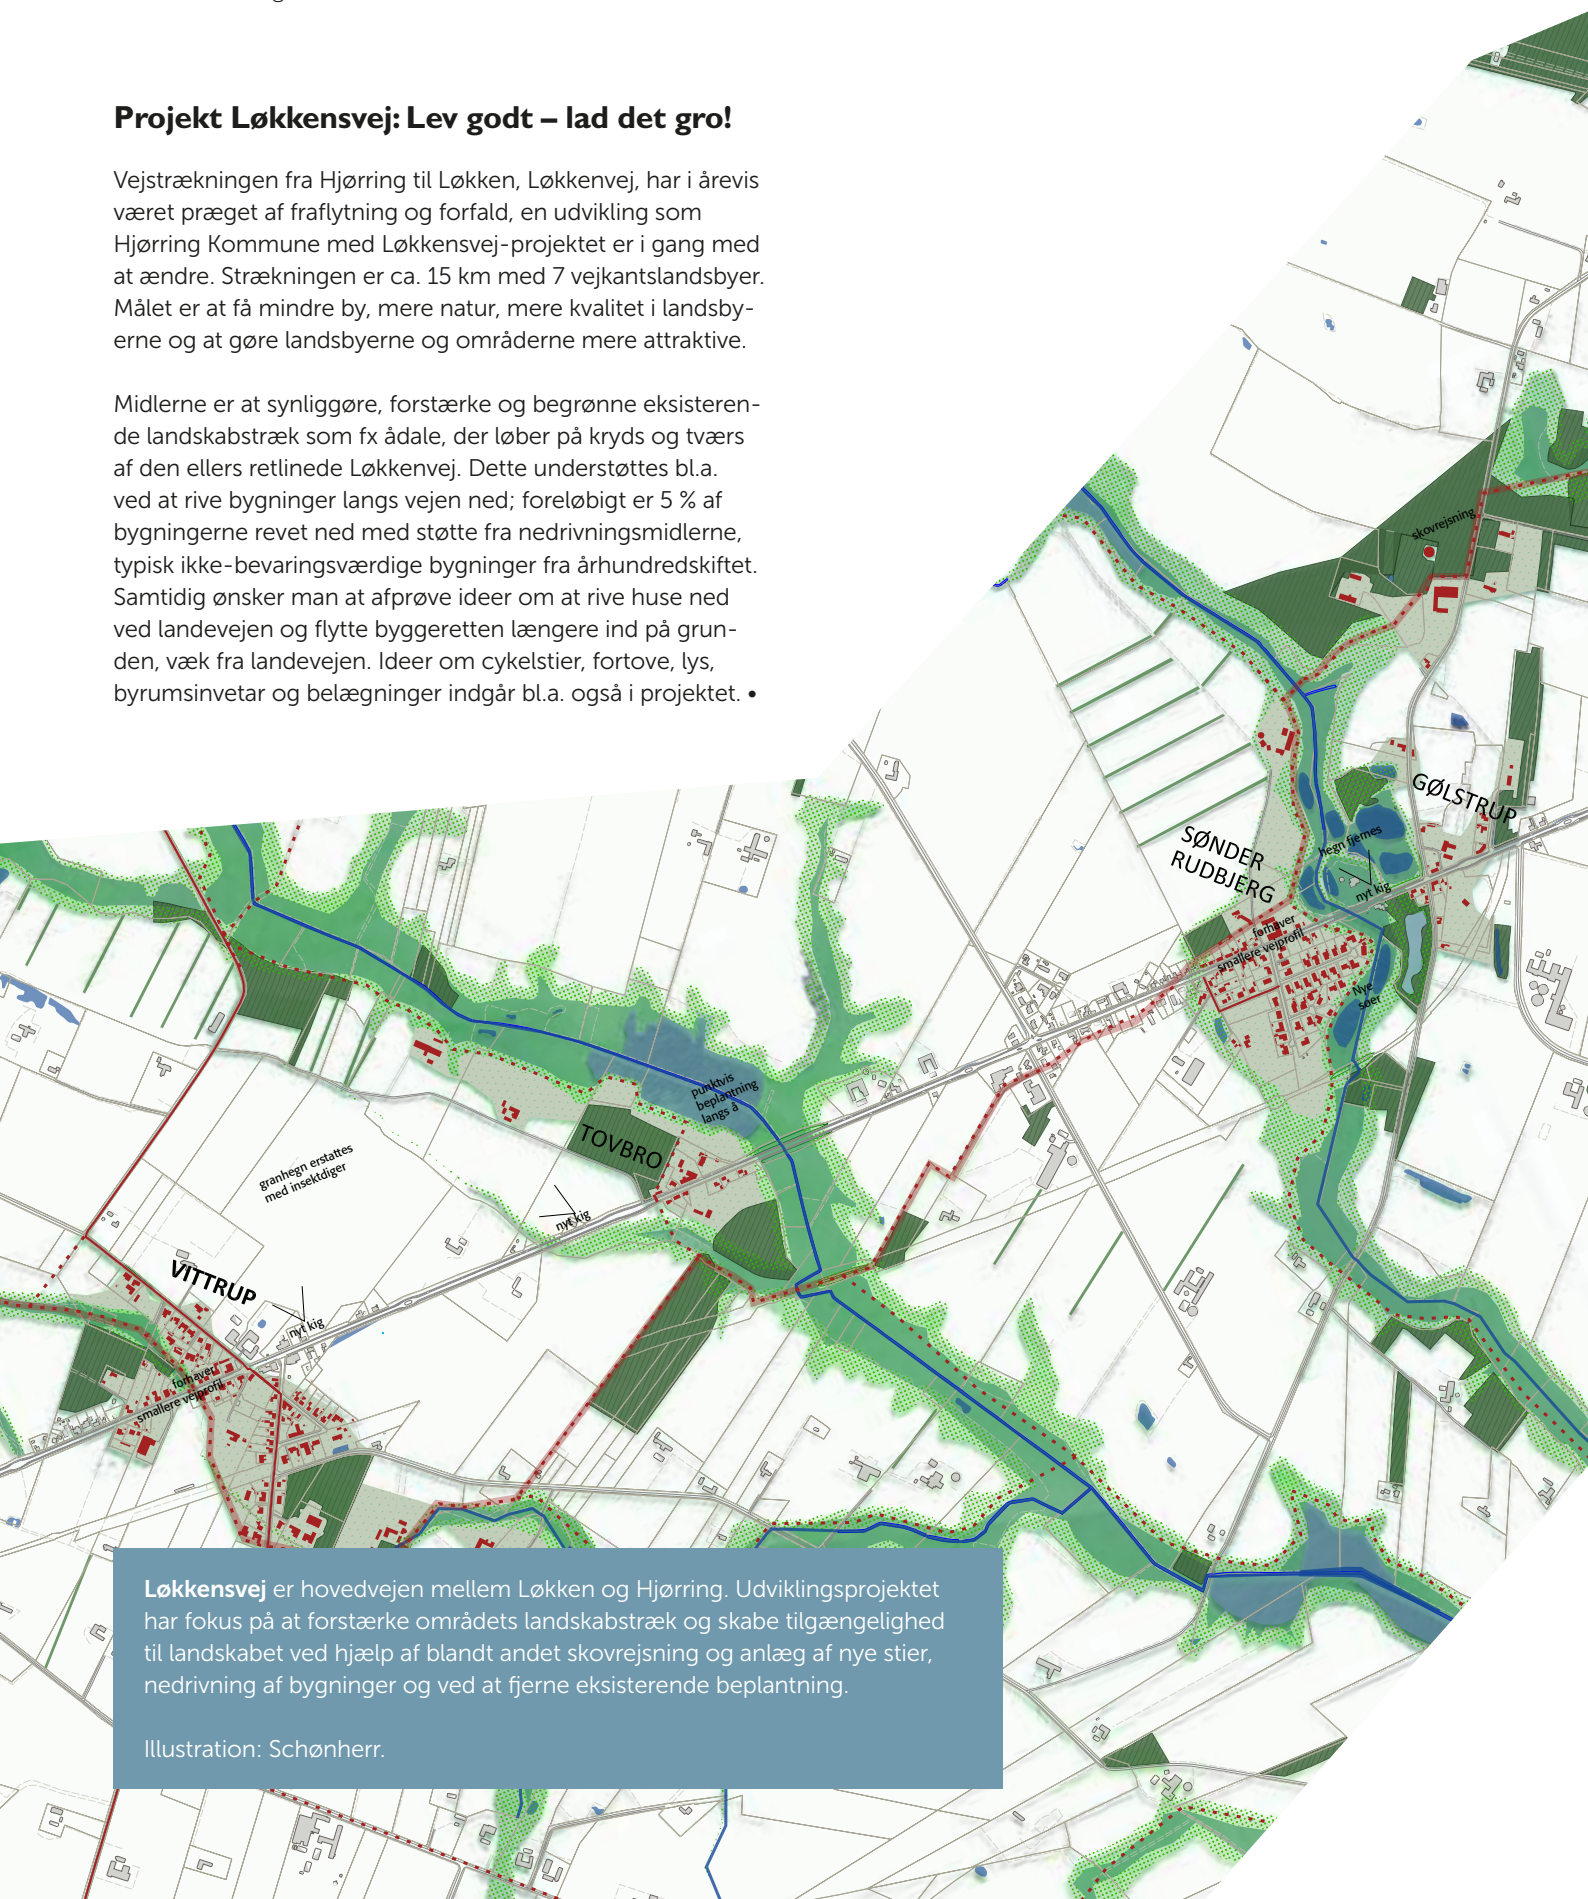 Projekt Løkkensvej: Lev godt – lad det gro!
Vejstrækningen fra Hjørring til Løkken, Løkkenvej, har i årevis
været præget af fraflytning og forfald, en udvikling som
Hjørring Kommune med Løkkensvej-projektet er i gang med
at ændre. Strækningen er ca. 15 km med 7 vejkantslandsbyer.
Målet er at få mindre by, mere natur, mere kvalitet i landsby-
erne og at gøre landsbyerne og områderne mere attraktive.
Midlerne er at synliggøre, forstærke og begrønne eksisteren-
de landskabstræk som fx ådale, der løber på kryds og tværs
af den ellers retlinede Løkkenvej. Dette understøttes bl.a.
ved at rive bygninger langs vejen ned; foreløbigt er 5 % af
bygningerne revet ned med støtte fra nedrivningsmidlerne,
typisk ikke-bevaringsværdige bygninger fra århundredskiftet.
Samtidig ønsker man at afprøve ideer om at rive huse ned
ved landevejen og flytte byggeretten længere ind på grun-
den, væk fra landevejen. Ideer om cykelstier, fortove, lys,
byrumsinvetar og belægninger indgår bl.a. også i projektet. •
skovrejsning
GØLSTRUP
SØNDER
RUDBJERG
hegn fjernes
nyt kig
forhaver
smallere vejprofil
Nye
søer
punktvis
beplantning
langs å
TOVBRO
granhegn erstattes
med insektdiger
nyt kig
VITTRUP
nyt kig
forhaver
smallere vejprofil
Løkkensvej er hovedvejen mellem Løkken og Hjørring. Udviklingsprojektet
har fokus på at forstærke områdets landskabstræk og skabe tilgængelighed
til landskabet ved hjælp af blandt andet skovrejsning og anlæg af nye stier,
nedrivning af bygninger og ved at fjerne eksisterende beplantning.
Illustration: Schønherr.